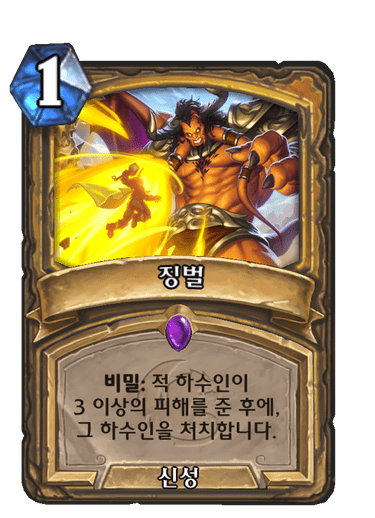 1
징벌
비밀: 적 하수인이
3 이상의 피해를 준 후에,
그 하수인을 처치합니다.
신성